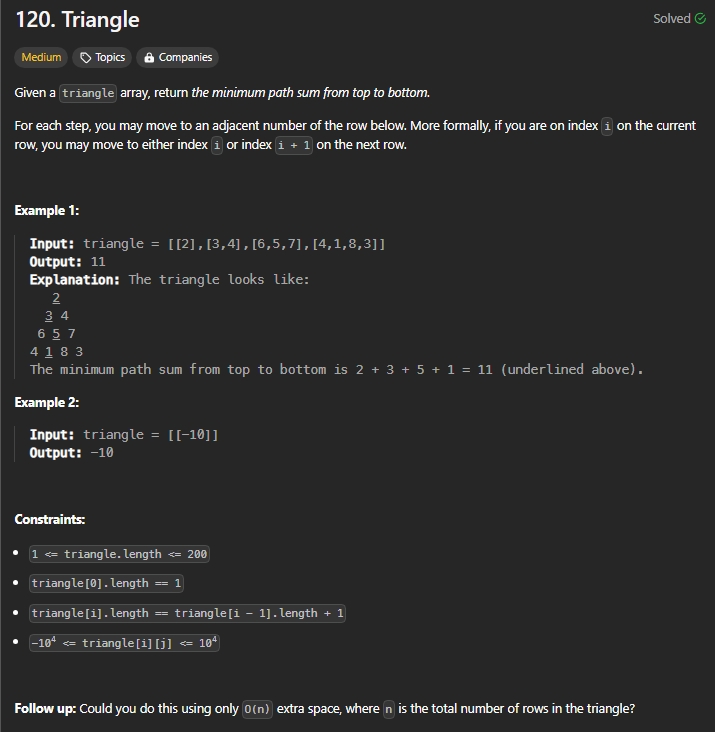 120. Triangle
Solved
Medium Topics Companies
Given a triangle array, return the minimum path sum from top to bottom.
For each step, you may move to an adjacent number of the row below. More formally, if you are on index i on the current
row, you may move to either index i or index i + 1 on the next row.
Example 1:
Input: triangle = [[2],[3,4],[6,5,7],[4,1,8,3]]
Output: 11
Explanation: The triangle looks like:
2
3 4
6 5 7
4 1 8 3
The minimum path sum from top to bottom is 2 + 3 + 5 + 1 = 11 (underlined above).
Example 2:
Input: triangle = [[-10]]
Output: -10
Constraints:
• 1 <= triangle.length <= 200
• triangle[0].length == 1
• triangle[i].length == triangle[i - 1].length + 1
• -10⁴ <= triangle[i][j] <= 10⁴
Follow up: Could you do this using only O(n) extra space, where n is the total number of rows in the triangle?